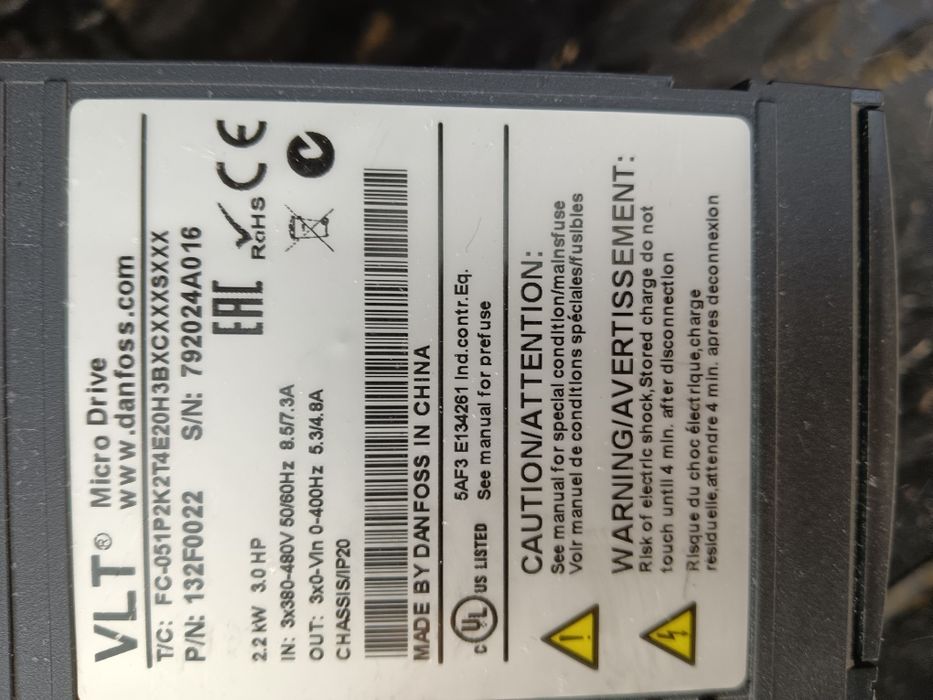 VLT® Micro Drive
www.danfoss.com
T/C: FC-051P2K2T4E20H3BXCXXXSXXX
P/N: 132F0022 S/N: 792024A016
2.2 kW 3.0 HP
IN: 3x380-480V 50/60Hz 8.5/7.3A
OUT: 3x0-Vin 0-400Hz 5.3/4.8A
CHASSIS/IP20
EAC
RoHS
CE
MADE BY DANFOSS IN CHINA
c UL US LISTED
5AF3 E134261 Ind.contr.Eq.
See manual for prefuse
CAUTION/ATTENTION:
See manual for special condition/mainsfuse
Voir manuel de conditions spéciales/fusibles
WARNING/AVERTISSEMENT:
Risk of electric shock,Stored charge do not
touch until 4 min. after disconnection
Risque du choc électrique,charge
residuelle,attendre 4 min. apres deconnexion